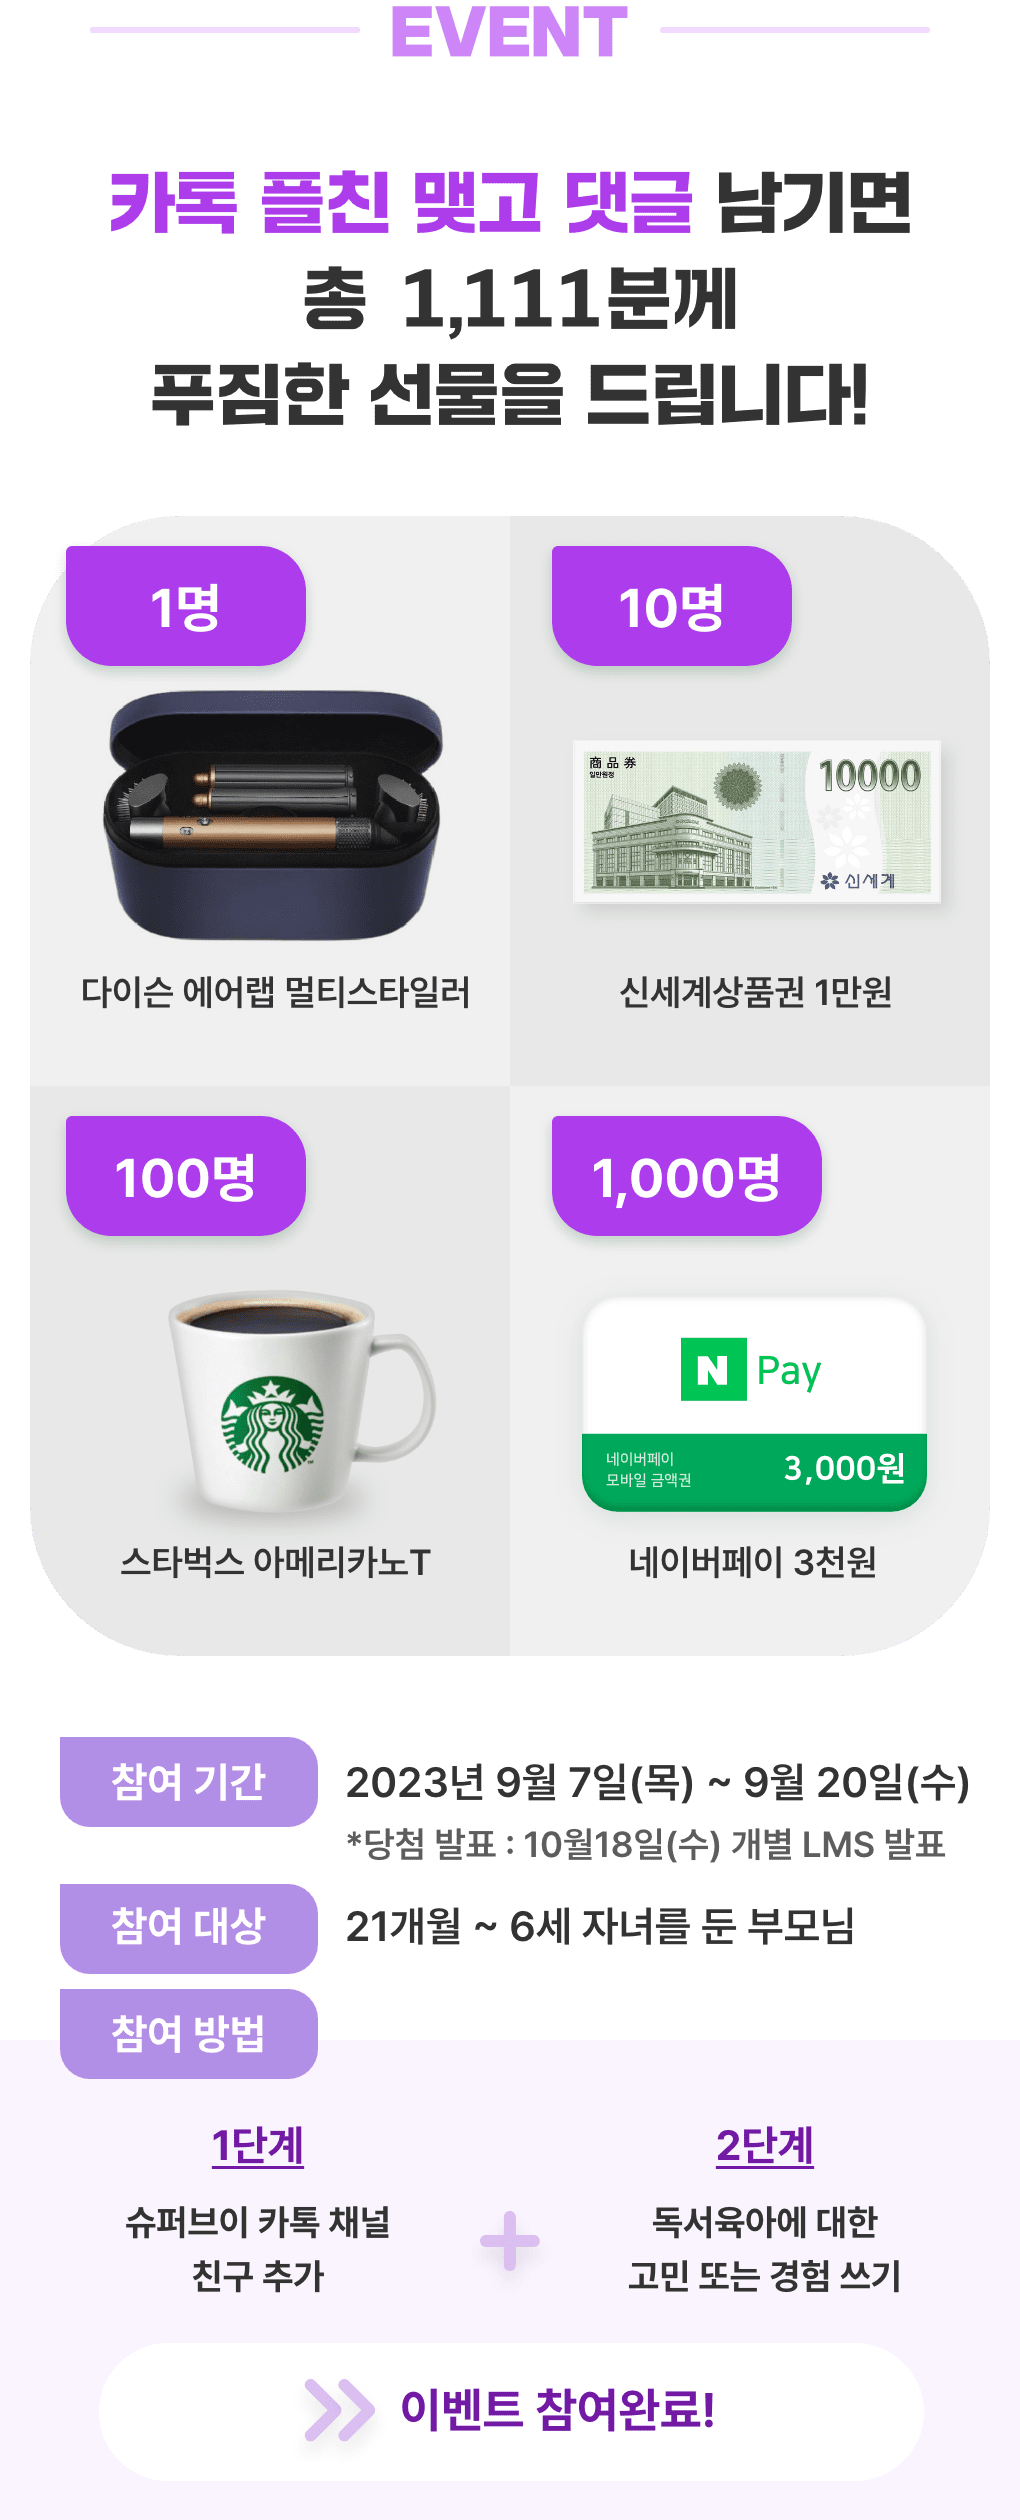 EVENT
카톡 플친 맺고 댓글 남기면
총 1,111분께
푸짐한 선물을 드립니다!
1명
10명
商品券
일만원정
10000
신세계
다이슨 에어랩 멀티스타일러
신세계상품권 1만원
100명
1,000명
N Pay
네이버페이
모바일 금액권
3,000원
스타벅스 아메리카노T
네이버페이 3천원
참여 기간
2023년 9월 7일(목) ~ 9월 20일(수)
*당첨 발표 : 10월18일(수) 개별 LMS 발표
참여 대상
21개월 ~ 6세 자녀를 둔 부모님
참여 방법
1단계
2단계
슈퍼브이 카톡 채널
친구 추가
+
독서육아에 대한
고민 또는 경험 쓰기
이벤트 참여완료!